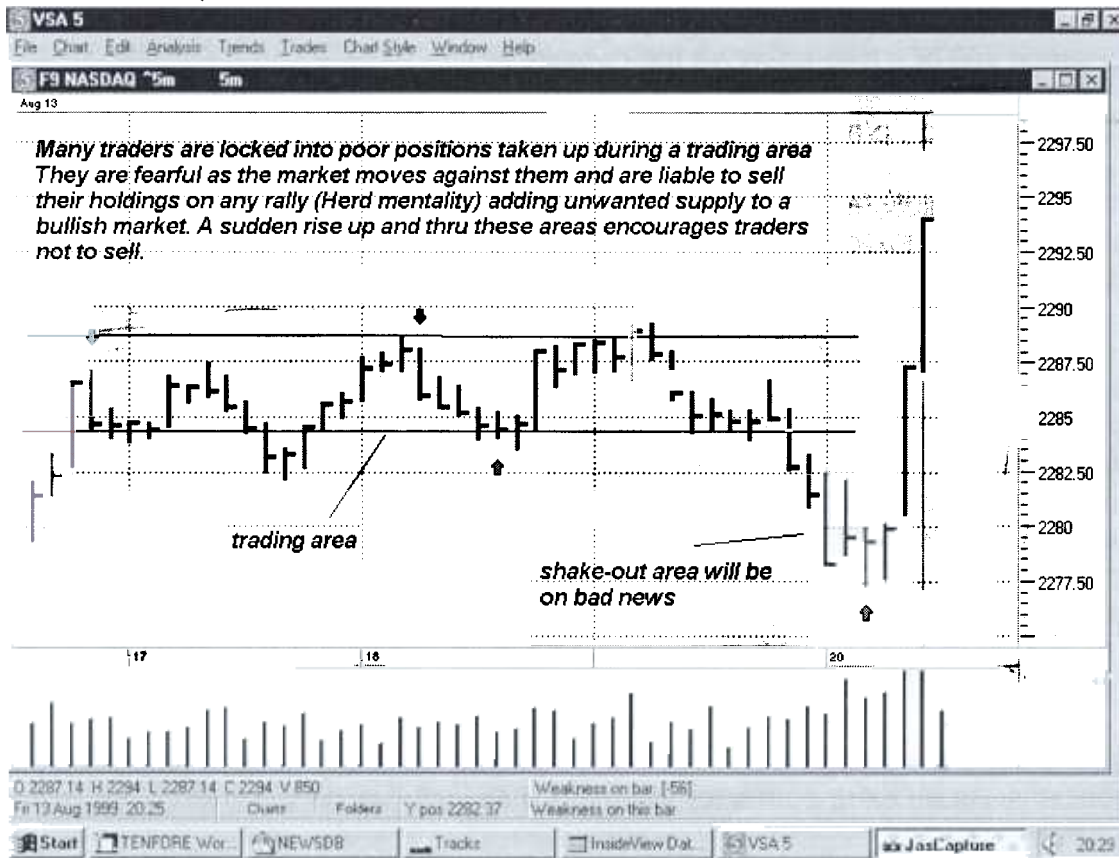 VSA 5
File Chart Edit Analysis Trends Trades Chart Style Window Help
F9 NASDAQ ^5m 5m
Aug 13
Many traders are locked into poor positions taken up during a trading area
They are fearful as the market moves against them and are liable to sell
their holdings on any rally (Herd mentality) adding unwanted supply to a
bullish market. A sudden rise up and thru these areas encourages traders
not to sell.
2297.50
2295
2292.50
2290
2287.50
2285
2282.50
2280
2277.50
trading area
shake-out area will be
on bad news
17
18
20
O 2287.14 H 2294 L 2287.14 C 2294 V 850
Weakness on bar [-56]
Fri 13 Aug 1999 20:25 Charts Folders Y pos 2282.37 Weakness on this bar
Start TENFORE Wor... NEWSDB Tracks InsideView Dat... VSA 5 JasCapture